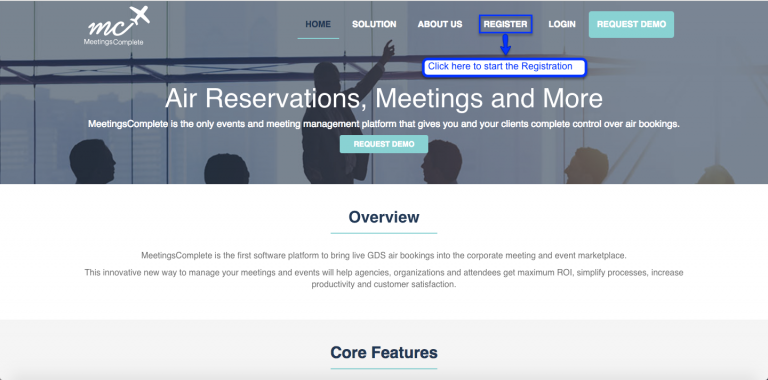 mc
MeetingsComplete
HOME SOLUTION ABOUT US REGISTER LOGIN REQUEST DEMO
Click here to start the Registration
Air Reservations, Meetings and More
MeetingsComplete is the only events and meeting management platform that gives you and your clients complete control over air bookings.
REQUEST DEMO
Overview
MeetingsComplete is the first software platform to bring live GDS air bookings into the corporate meeting and event marketplace.
This innovative new way to manage your meetings and events will help agencies, organizations and attendees get maximum ROI, simplify processes, increase
productivity and customer satisfaction.
Core Features